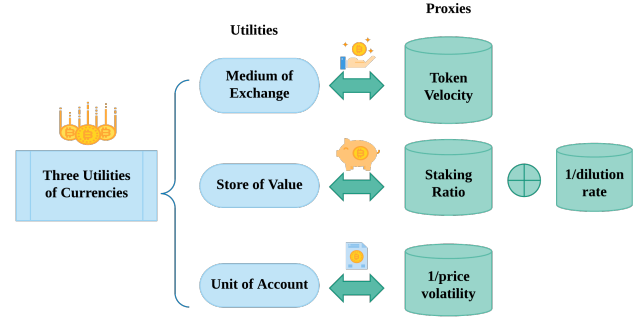 Proxies
Utilities
Medium of
Exchange
Token
Velocity
Three Utilities
of Currencies
Store of Value
Staking
Ratio
1/dilution
rate
Unit of Account
1/price
volatility